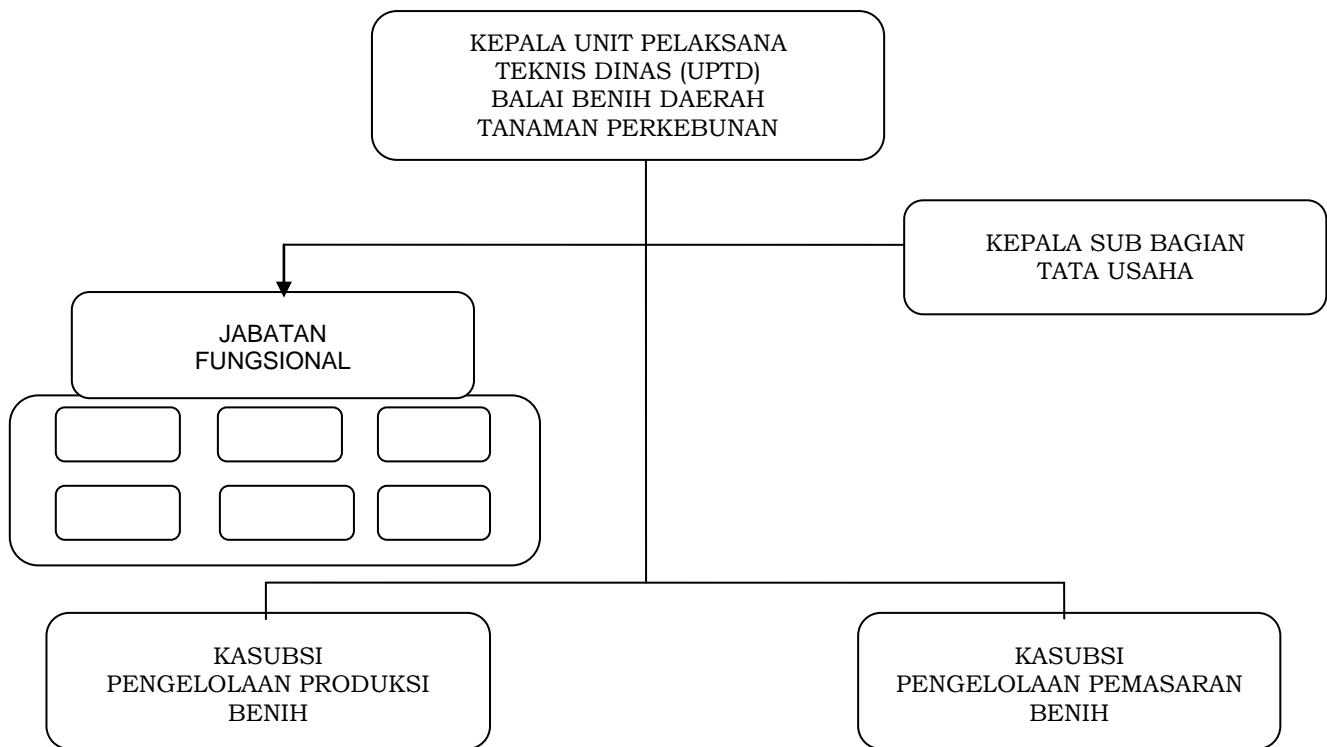 KEPALA UNIT PELAKSANA
TEKNIS DINAS (UPTD)
BALAI BENIH DAERAH
TANAMAN PERKEBUNAN
KEPALA SUB BAGIAN
TATA USAHA
JABATAN
FUNGSIONAL
KASUBSI
PENGELOLAAN PRODUKSI
BENIH
KASUBSI
PENGELOLAAN PEMASARAN
BENIH